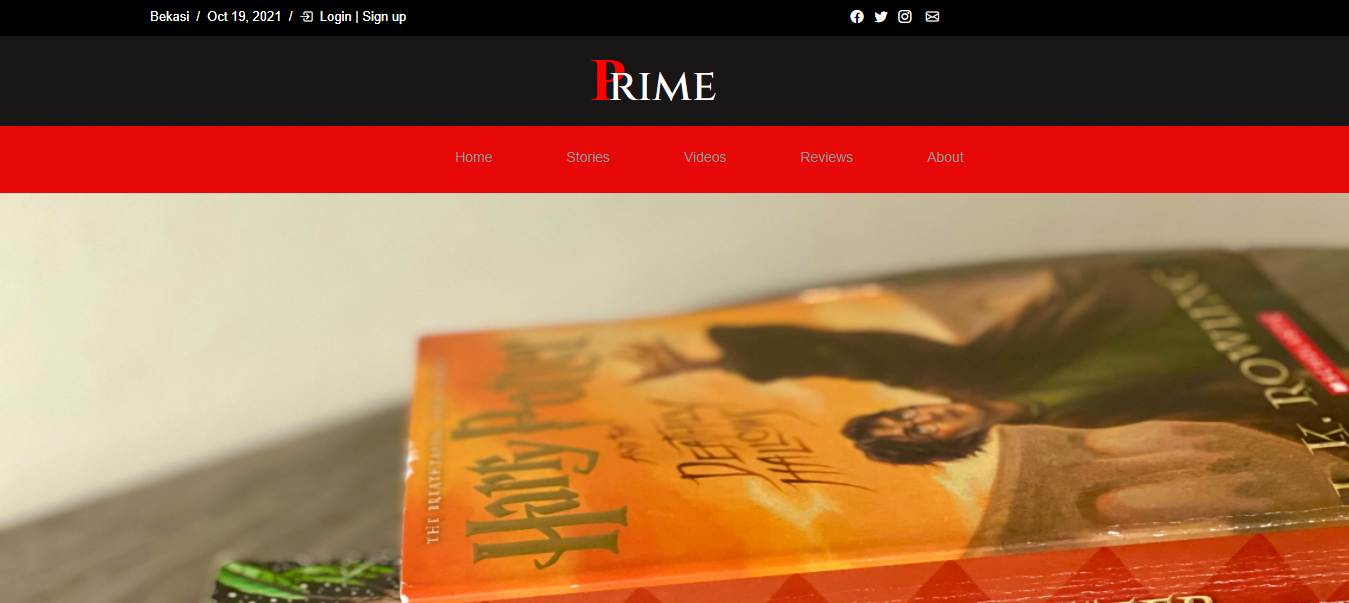 Bekasi / Oct 19, 2021 / Login | Sign up
PRIME
Home Stories Videos Reviews About
Harry Potter
AND THE
DEATHLY
HALLOWS
J. K. ROWLING